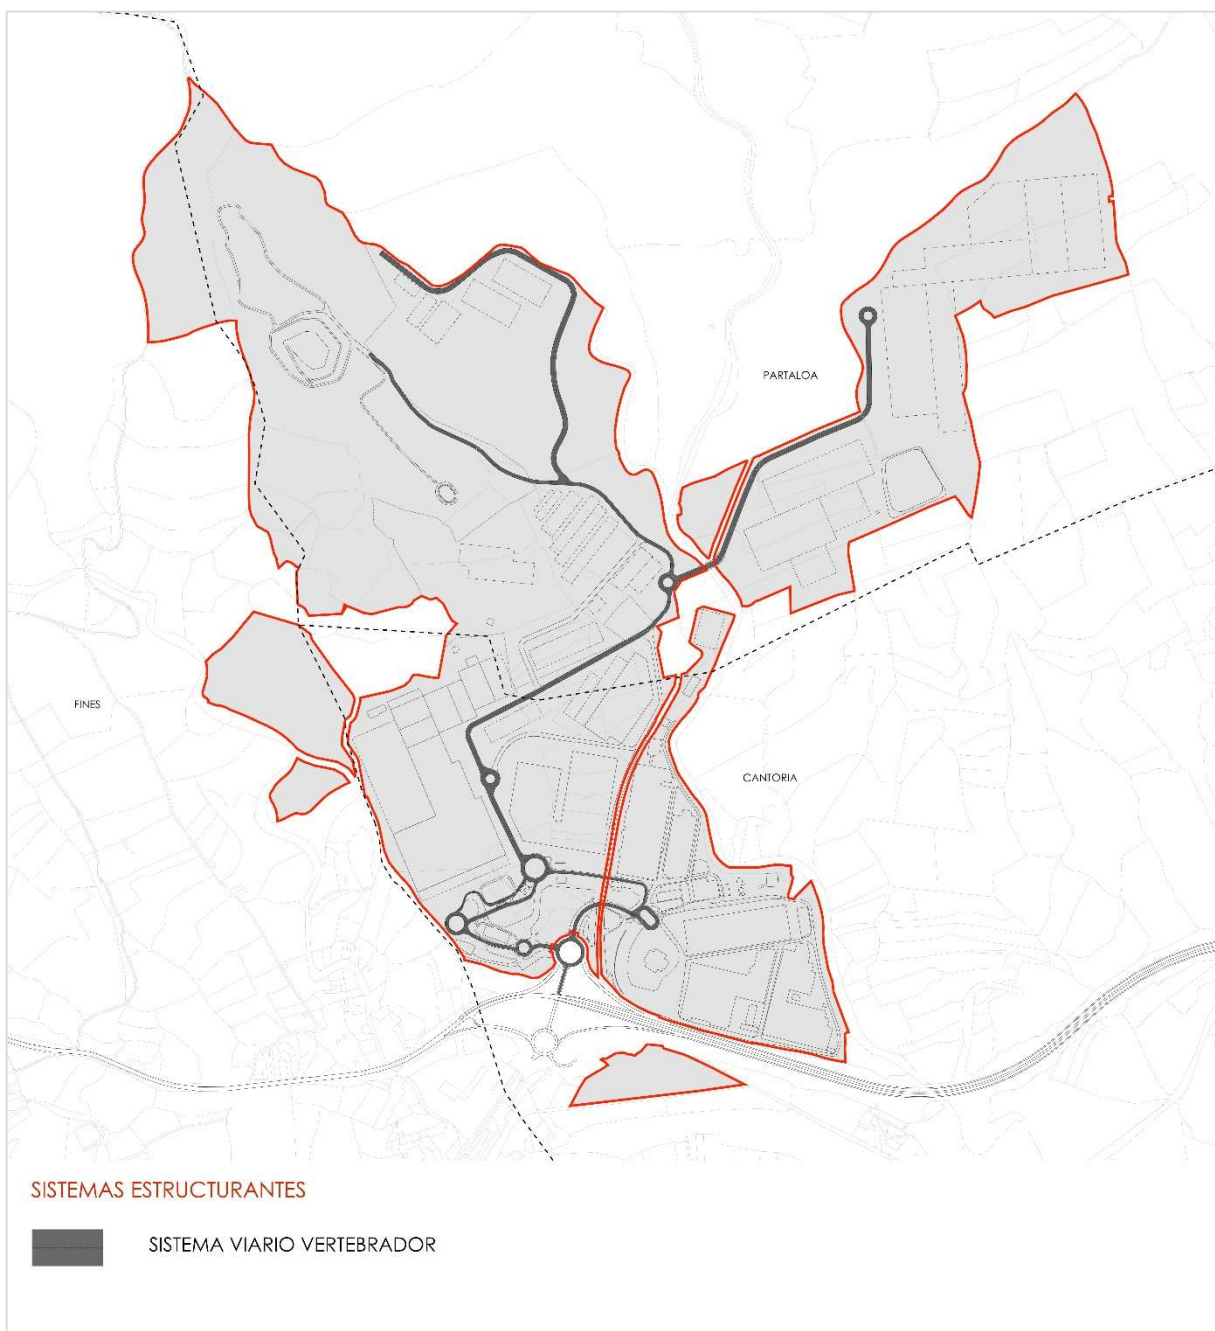 PARTALOA
FINES
CANTORIA
SISTEMAS ESTRUCTURANTES
SISTEMA VIARIO VERTEBRADOR